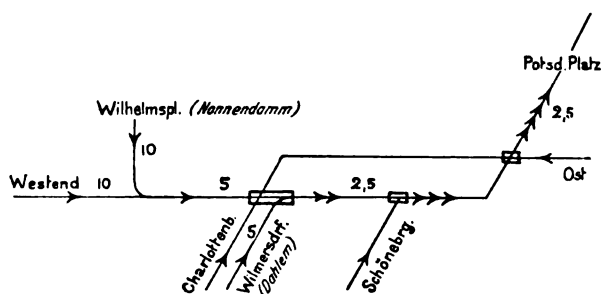 Potsd. Platz
2,5
Wilhelmspl. (Nonnendamm)
10
Westend 10 5 2,5
Ost
Charlottenb.
5
Wilmersdrf.
(Dahlem)
Schönebrg.